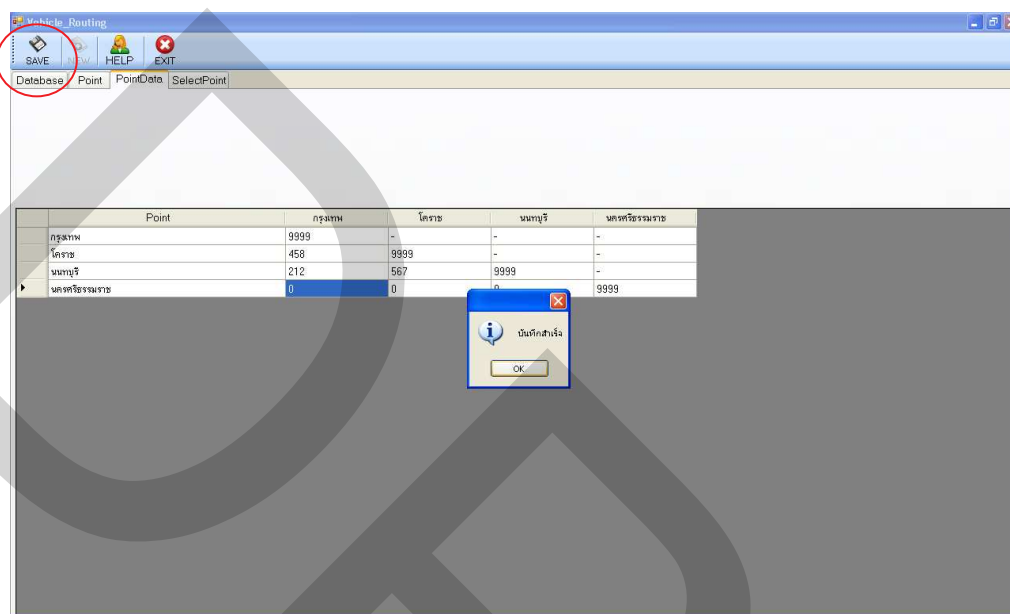 Vehicle_Routing
SAVE NEW HELP EXIT
Database Point PointData SelectPoint
Point กรุงเทพ โคราช นนทบุรี นครศรีธรรมราช
กรุงเทพ 9999 - - -
โคราช 458 9999 - -
นนทบุรี 212 567 9999 -
นครศรีธรรมราช 0 0 0 9999
บันทึกสำเร็จ
OK